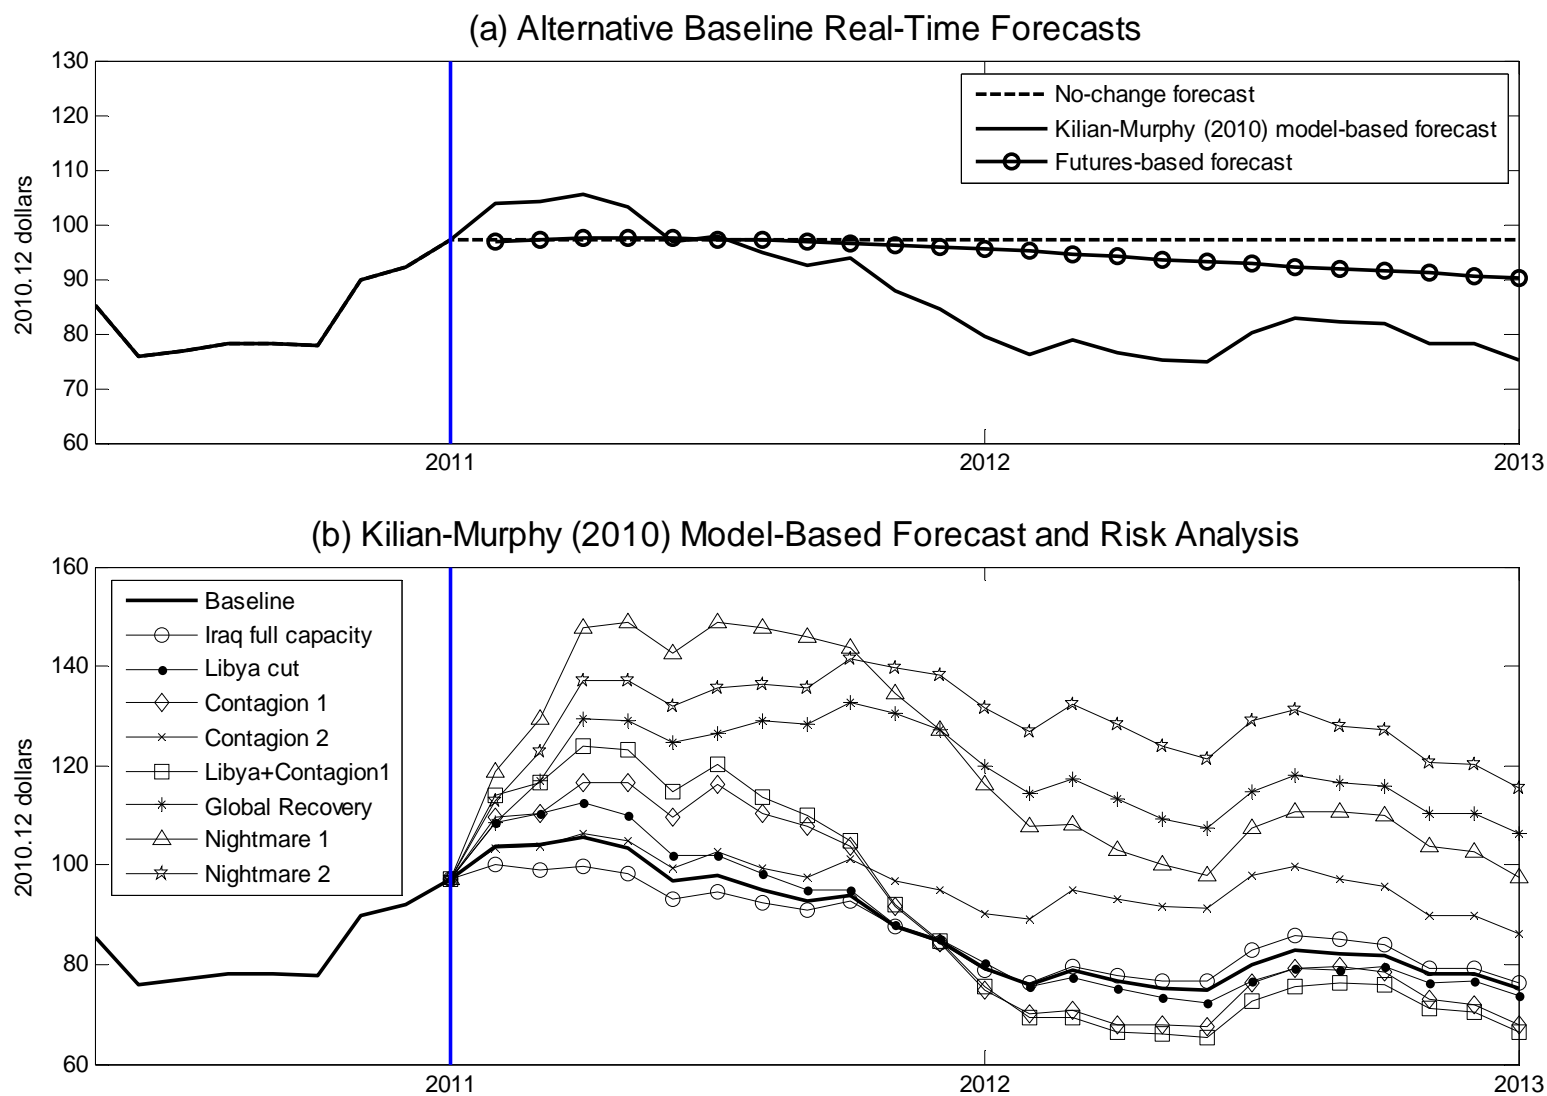 (a) Alternative Baseline Real-Time Forecasts
130
120
110
100
90
80
70
60
2010.12 dollars
No-change forecast
Kilian-Murphy (2010) model-based forecast
Futures-based forecast
2011
2012
2013
(b) Kilian-Murphy (2010) Model-Based Forecast and Risk Analysis
160
140
120
100
80
60
2010.12 dollars
Baseline
Iraq full capacity
Libya cut
Contagion 1
Contagion 2
Libya+Contagion1
Global Recovery
Nightmare 1
Nightmare 2
2011
2012
2013